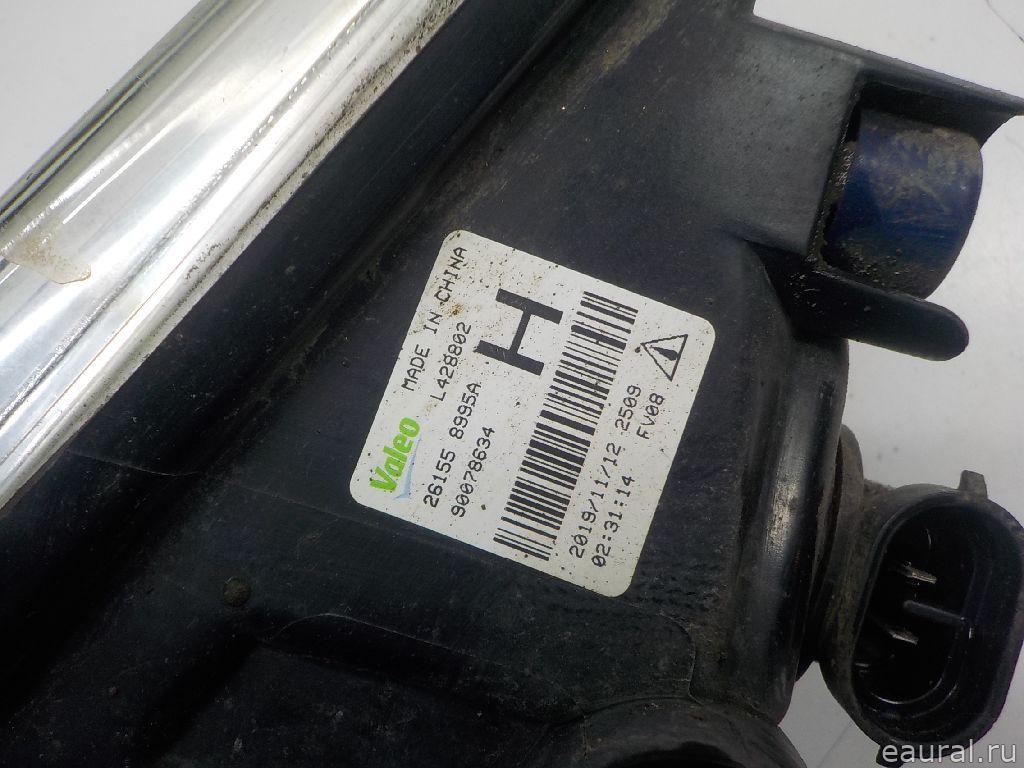 MADE IN CHINA
Valeo L428802
26155 8995A
90078634
H
2019/11/12 2509
02:31:14 FV08
eaural.ru